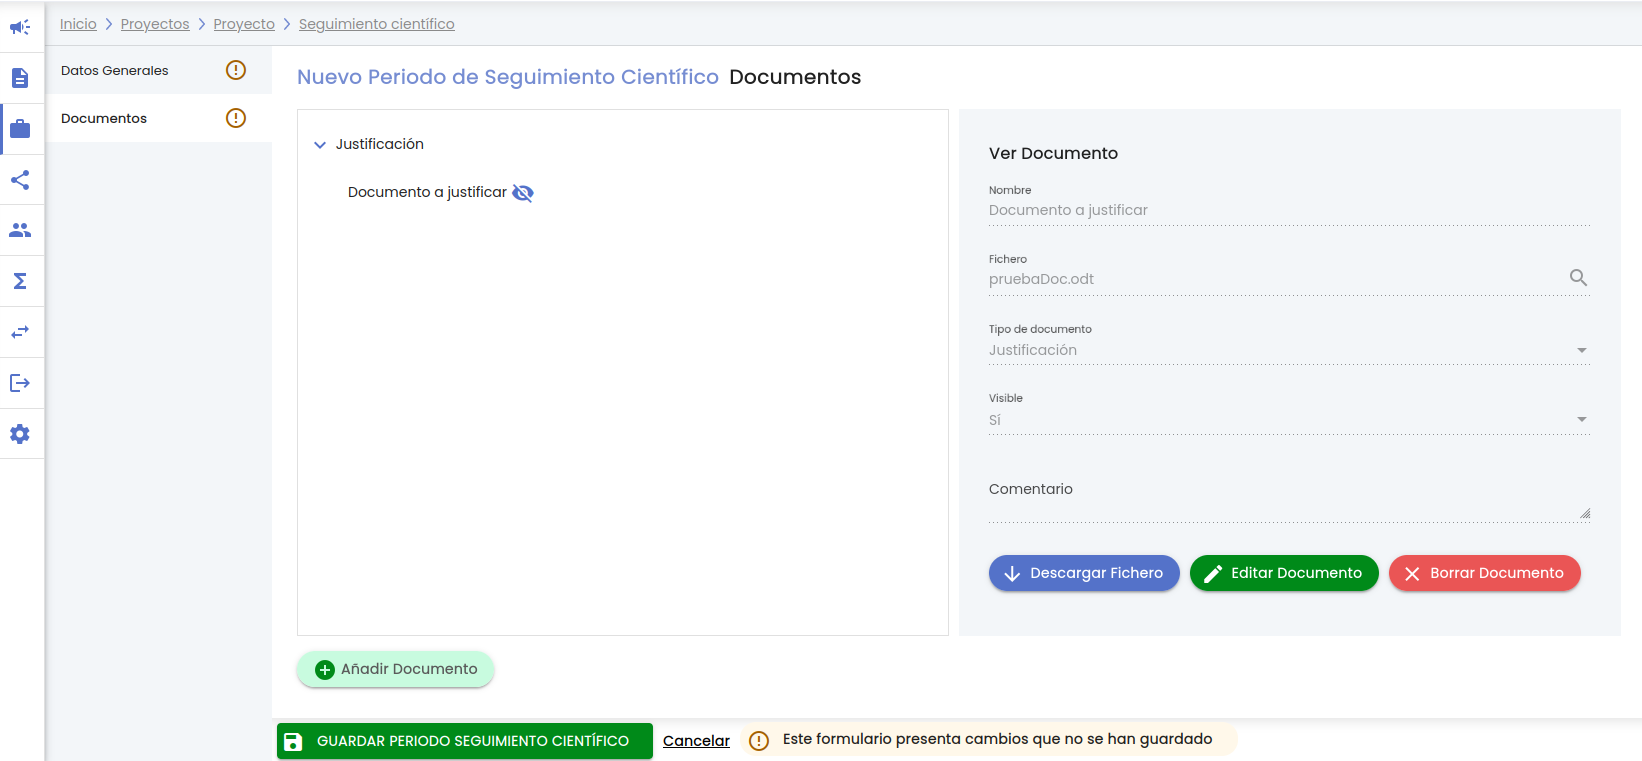 Inicio > Proyectos > Proyecto > Seguimiento científico
Datos Generales
Documentos
Nuevo Periodo de Seguimiento Científico Documentos
Justificación
Documento a justificar
Ver Documento
Nombre
Documento a justificar
Fichero
pruebaDoc.odt
Tipo de documento
Justificación
Visible
Sí
Comentario
Descargar Fichero
Editar Documento
Borrar Documento
Añadir Documento
GUARDAR PERIODO SEGUIMIENTO CIENTÍFICO
Cancelar
Este formulario presenta cambios que no se han guardado